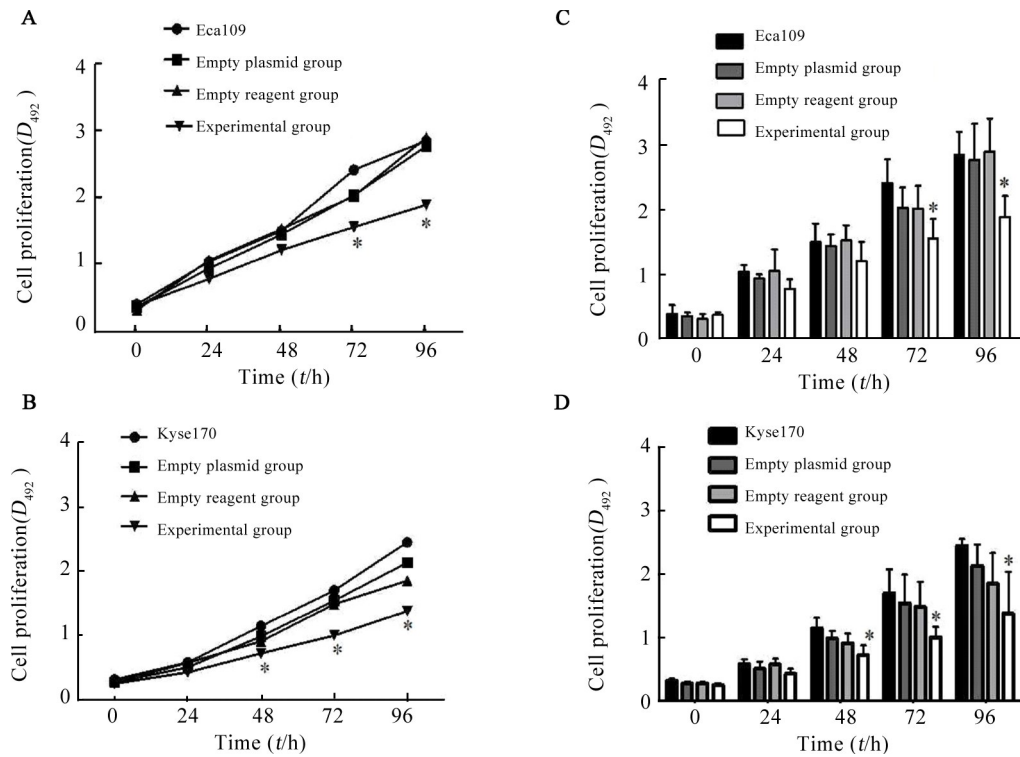 A
Eca109
Empty plasmid group
Empty reagent group
Experimental group
Cell proliferation(D492)
4
3
2
1
0
*
*
0 24 48 72 96
Time (t/h)
C
Eca109
Empty plasmid group
Empty reagent group
Experimental group
Cell proliferation(D492)
4
3
2
1
0
*
*
0 24 48 72 96
Time (t/h)
B
Kyse170
Empty plasmid group
Empty reagent group
Experimental group
Cell proliferation(D492)
4
3
2
1
0
*
*
*
0 24 48 72 96
Time (t/h)
D
Kyse170
Empty plasmid group
Empty reagent group
Experimental group
Cell proliferation(D492)
4
3
2
1
0
*
*
*
0 24 48 72 96
Time (t/h)